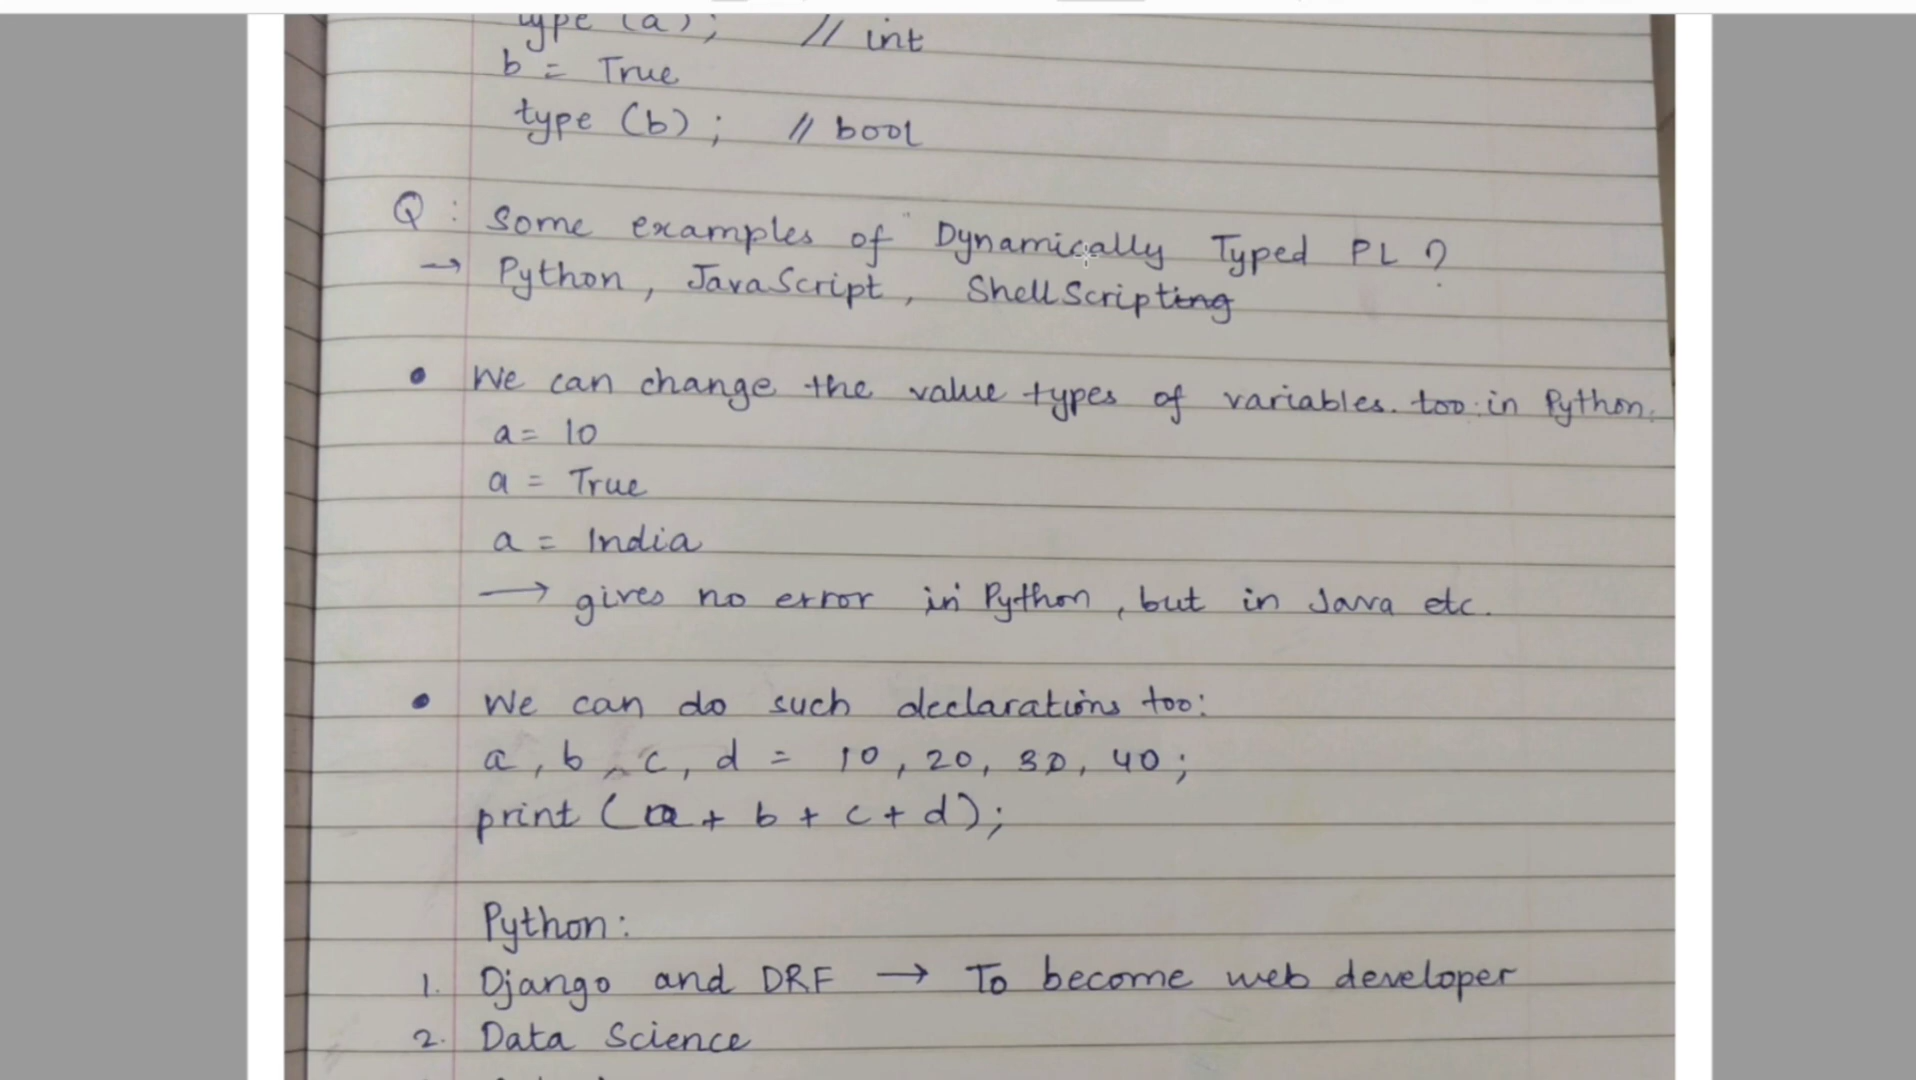 type (a); // int
b = True
type (b); // bool
Q: Some examples of Dynamically Typed PL?
→ Python, JavaScript, ShellScripting
• We can change the value types of variables. too in Python.
a = 10
a = True
a = India
→ gives no error in Python, but in Java etc.
• We can do such declarations too:
a, b, c, d = 10, 20, 30, 40;
print (a + b + c + d);
Python:
1. Django and DRF → To become web developer
2. Data Science